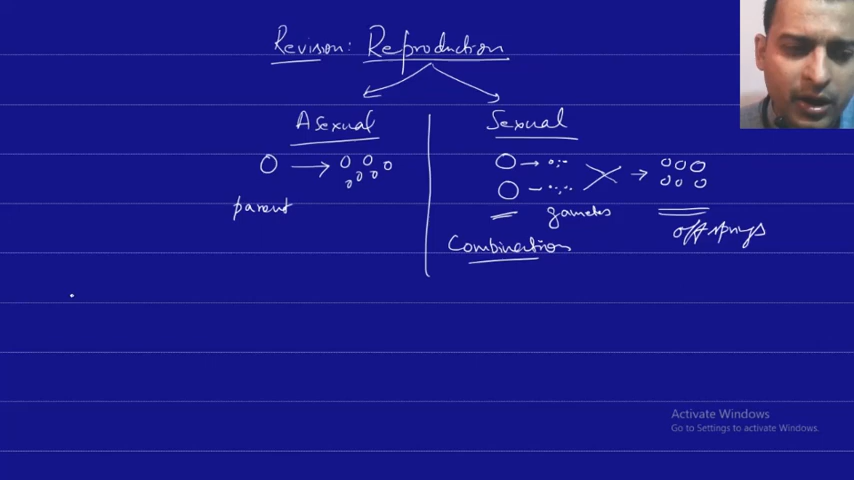 Revision: Reproduction
Asexual
Sexual
parent
gametes
offsprings
Combination
Activate Windows
Go to Settings to activate Windows.